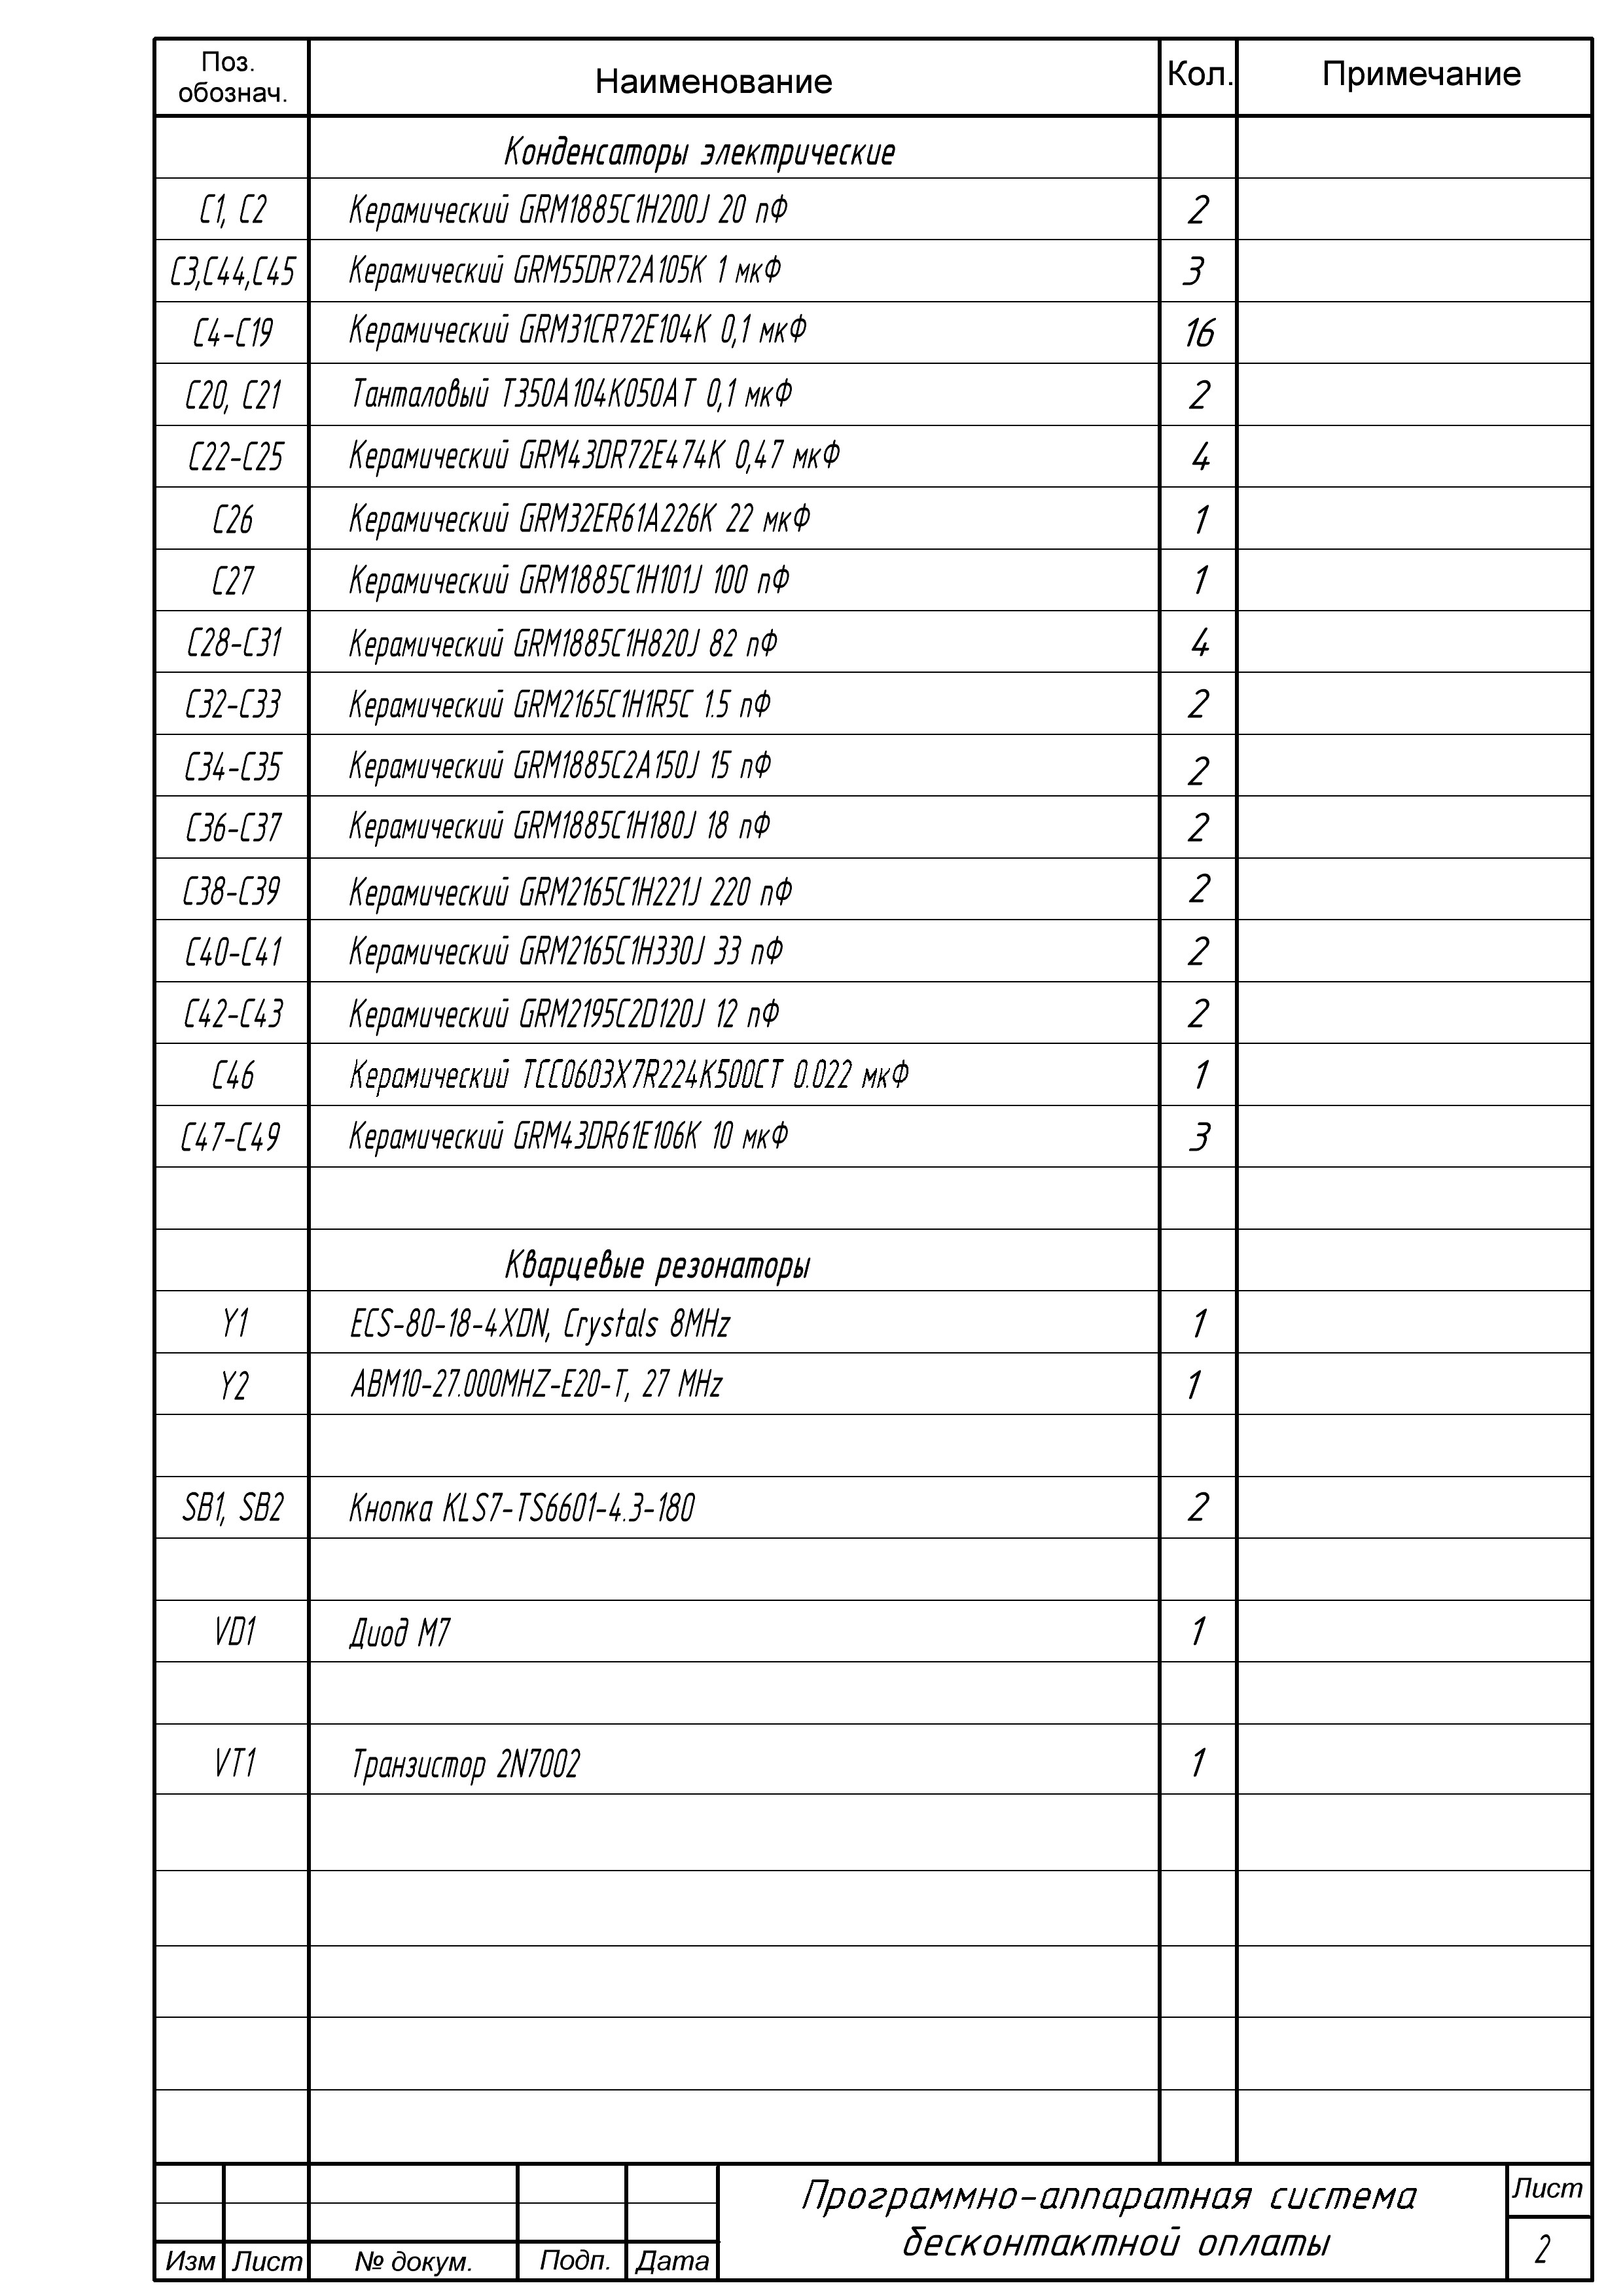 Поз. обознач. Наименование Кол. Примечание
Конденсаторы электрические
C1, C2 Керамический GRM1885C1H200J 20 пФ 2
C3,C44,C45 Керамический GRM55DR72A105K 1 мкФ 3
C4-C19 Керамический GRM31CR72E104K 0,1 мкФ 16
C20, C21 Танталовый T350A104K050AT 0,1 мкФ 2
C22-C25 Керамический GRM43DR72E474K 0,47 мкФ 4
C26 Керамический GRM32ER61A226K 22 мкФ 1
C27 Керамический GRM1885C1H101J 100 пФ 1
C28-C31 Керамический GRM1885C1H820J 82 пФ 4
C32-C33 Керамический GRM2165C1H1R5C 1.5 пФ 2
C34-C35 Керамический GRM1885C2A150J 15 пФ 2
C36-C37 Керамический GRM1885C1H180J 18 пФ 2
C38-C39 Керамический GRM2165C1H221J 220 пФ 2
C40-C41 Керамический GRM2165C1H330J 33 пФ 2
C42-C43 Керамический GRM2195C2D120J 12 пФ 2
C46 Керамический TCC0603X7R224K500CT 0.022 мкФ 1
C47-C49 Керамический GRM43DR61E106K 10 мкФ 3
Кварцевые резонаторы
Y1 ECS-80-18-4XDN, Crystals 8MHz 1
Y2 ABM10-27.000MHZ-E20-T, 27 MHz 1
SB1, SB2 Кнопка KLS7-TS6601-4.3-180 2
VD1 Диод M7 1
VT1 Транзистор 2N7002 1
Программно-аппаратная система
бесконтактной оплаты
Лист
2
Изм Лист № докум. Подп. Дата